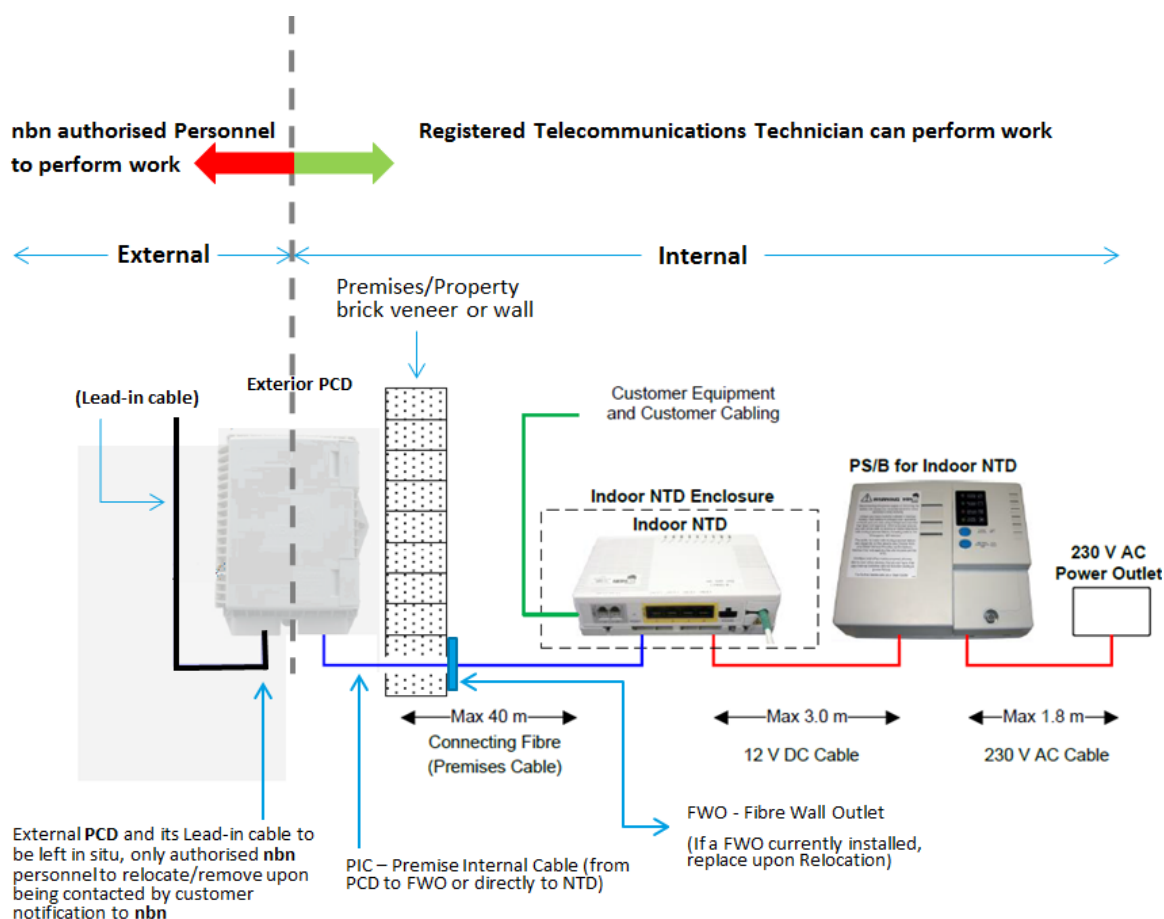 nbn authorised Personnel
to perform work
Registered Telecommunications Technician can perform work
External
Internal
Premises/Property
brick veneer or wall
Exterior PCD
(Lead-in cable)
Customer Equipment
and Customer Cabling
PS/B for Indoor NTD
Indoor NTD Enclosure
Indoor NTD
WARNING
230 V AC
Power Outlet
Max 40 m
Connecting Fibre
(Premises Cable)
Max 3.0 m
12 V DC Cable
Max 1.8 m
230 V AC Cable
External PCD and its Lead-in cable to
be left in situ, only authorised nbn
personnel to relocate/remove upon
being contacted by customer
notification to nbn
PIC – Premise Internal Cable (from
PCD to FWO or directly to NTD)
FWO - Fibre Wall Outlet
(If a FWO currently installed,
replace upon Relocation)